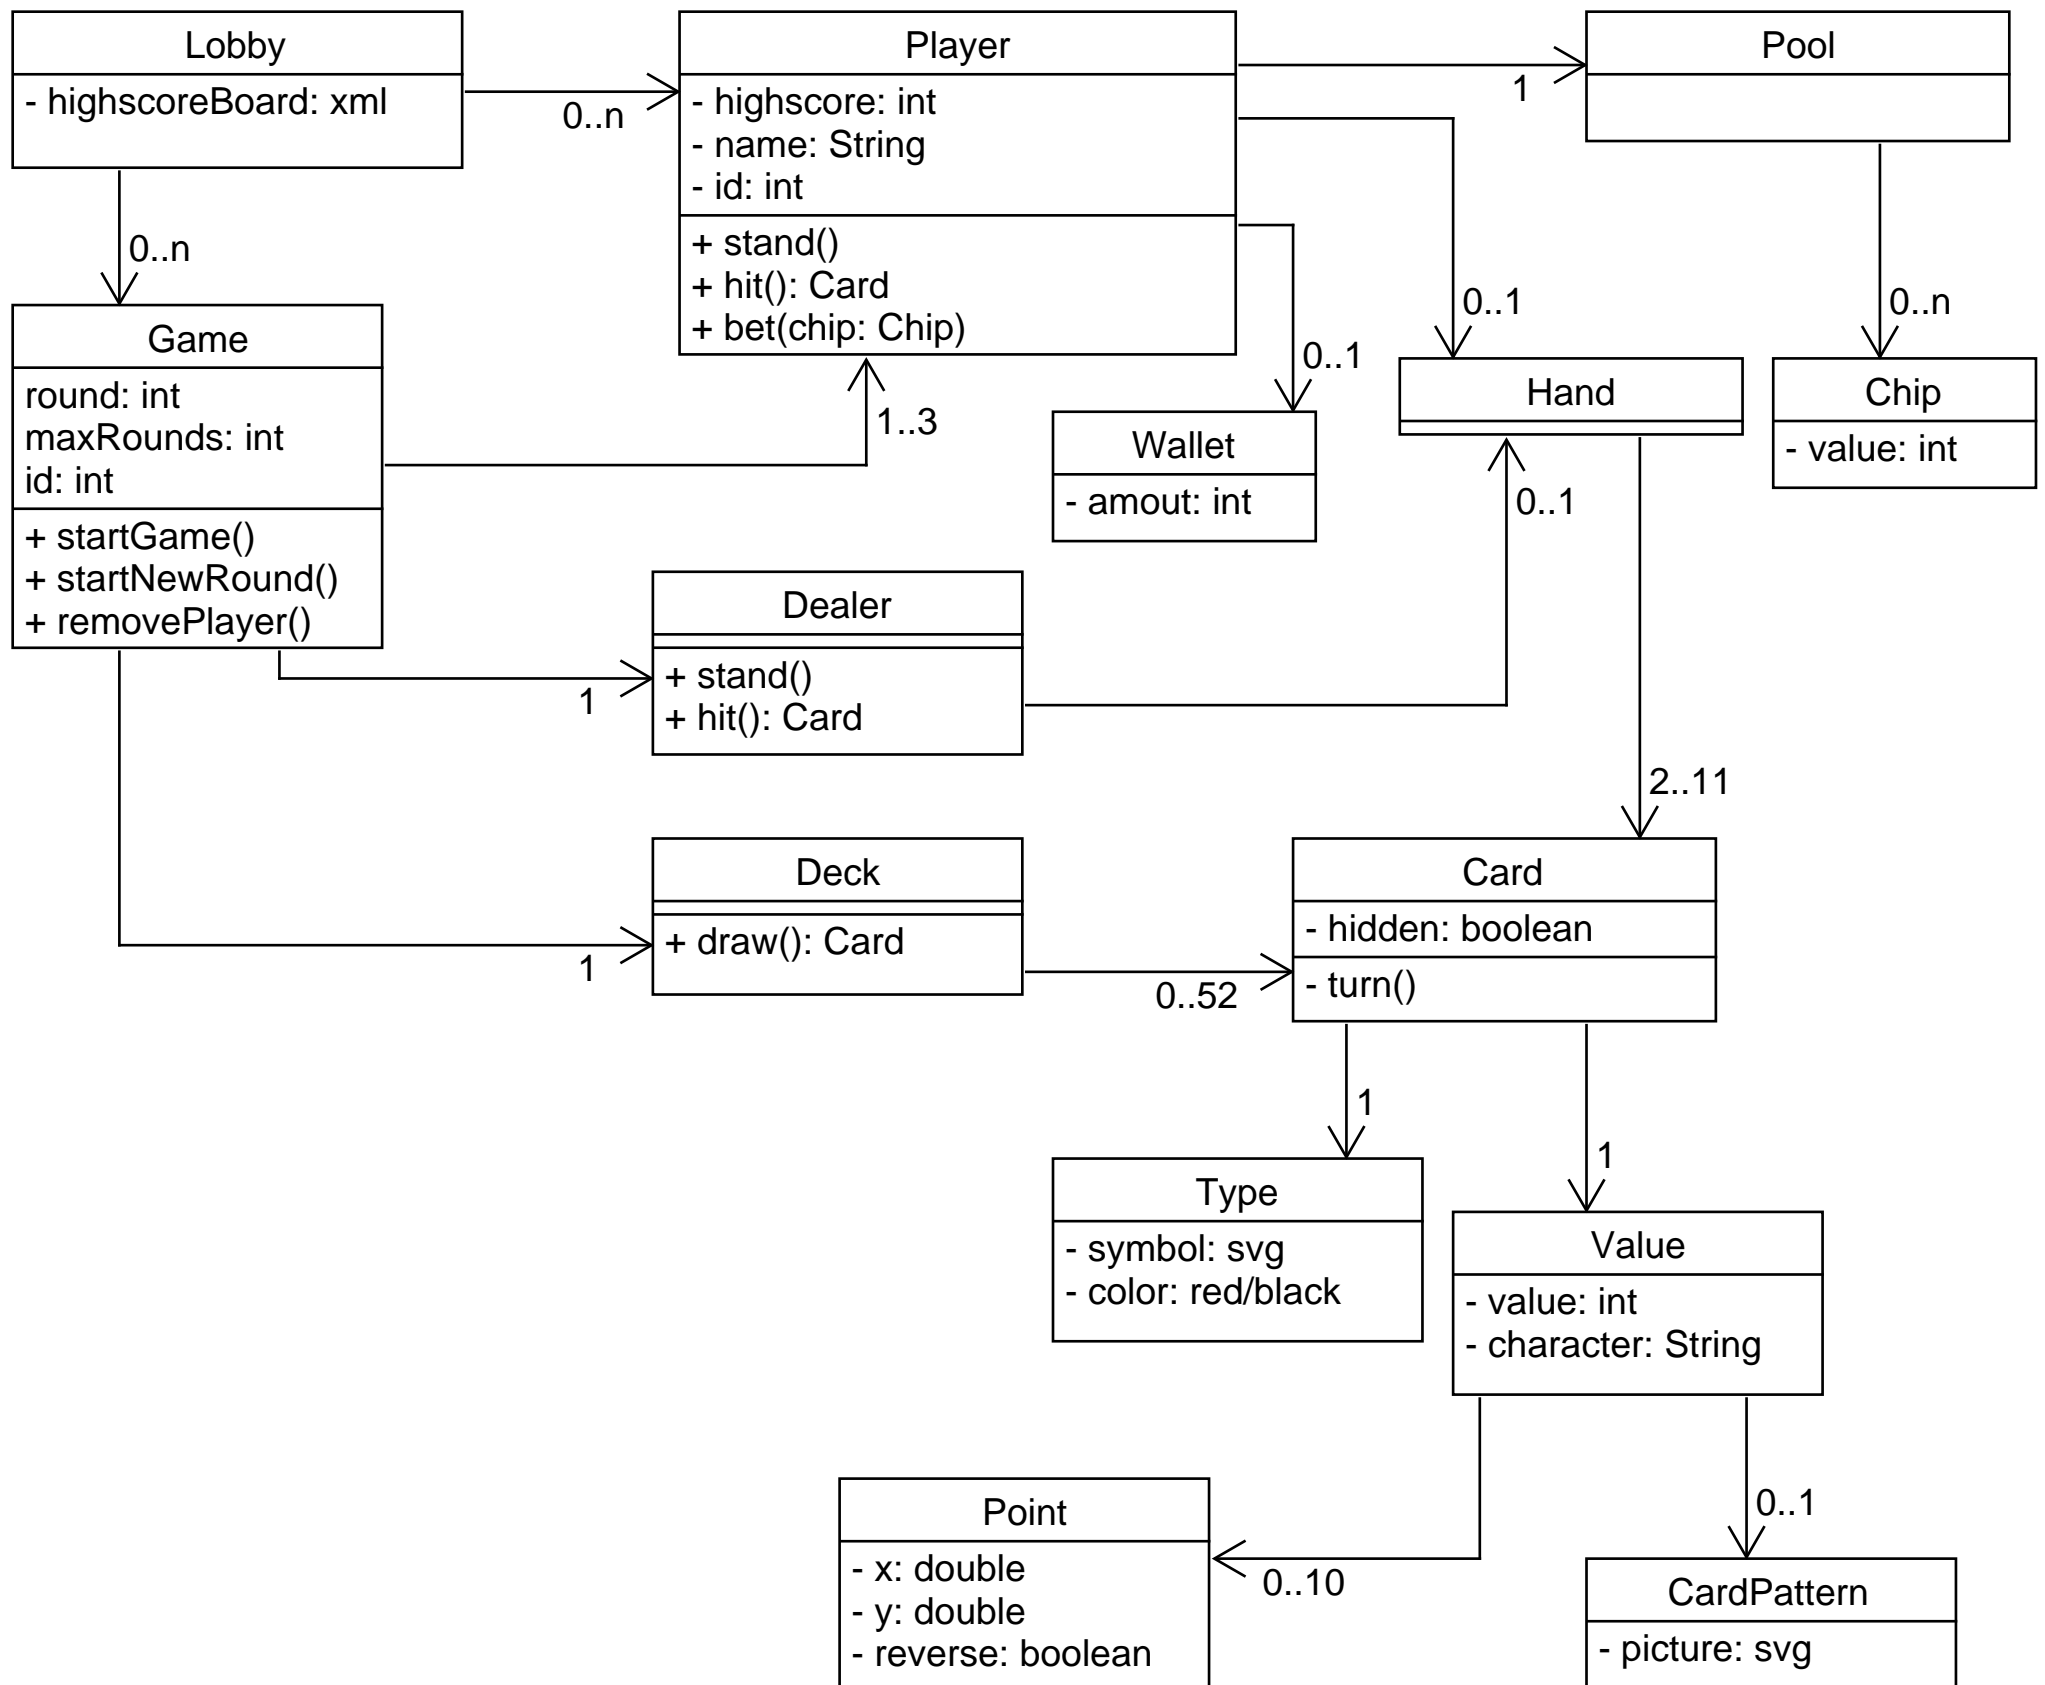 Lobby
- highscoreBoard: xml
0..n
0..n
Player
- highscore: int
- name: String
- id: int
+ stand()
+ hit(): Card
+ bet(chip: Chip)
1
Pool
0..n
0..1
0..1
Game
round: int
maxRounds: int
id: int
+ startGame()
+ startNewRound()
+ removePlayer()
1..3
Wallet
- amout: int
Hand
Chip
- value: int
0..1
1
Dealer
+ stand()
+ hit(): Card
2..11
1
Deck
+ draw(): Card
0..52
Card
- hidden: boolean
- turn()
1
1
Type
- symbol: svg
- color: red/black
Value
- value: int
- character: String
0..10
0..1
Point
- x: double
- y: double
- reverse: boolean
CardPattern
- picture: svg